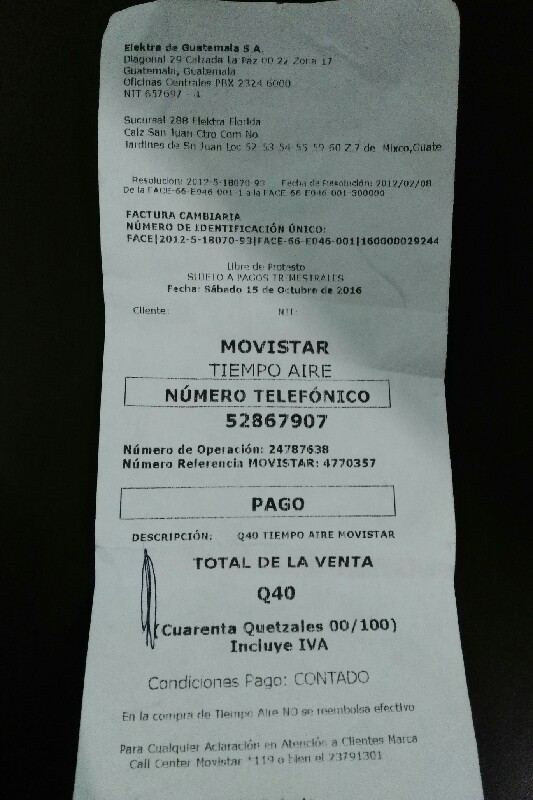 Elektra de Guatemala S.A.
Diagonal 29 Calzada La Paz 00 22 Zona 17
Guatemala, Guatemala
Oficinas Centrales PBX 2324 6000
NIT 657697
Sucursal 288 Elektra Florida
Calz San Juan Ctro Com No
Jardines de Sn Juan Loc 52 53 54 55 59 60 Z 7 de Mixco,Guate
Resolucion: 2012-5-18070-93 Fecha de Resolución: 2012/02/08
De la FACE-66-E046-001-1 a la FACE-66-E046-001-300000
FACTURA CAMBIARIA
NÚMERO DE IDENTIFICACIÓN ÚNICO:
FACE|2012-5-18070-93|FACE-66-E046-001|160000029244
Libre de Protesto
SUJETO A PAGOS TRIMESTRALES
Fecha: Sábado 15 de Octubre de 2016
Cliente: NIT:
MOVISTAR
TIEMPO AIRE
NÚMERO TELEFÓNICO
52867907
Número de Operación: 24787638
Número Referencia MOVISTAR: 4770357
PAGO
DESCRIPCIÓN: Q40 TIEMPO AIRE MOVISTAR
TOTAL DE LA VENTA
Q40
(Cuarenta Quetzales 00/100)
Incluye IVA
Condiciones Pago: CONTADO
En la compra de Tiempo Aire NO se reembolsa efectivo
Para Cualquier Aclaración en Atención a Clientes Marca
Call Center Movistar *119 o bien el 23791301